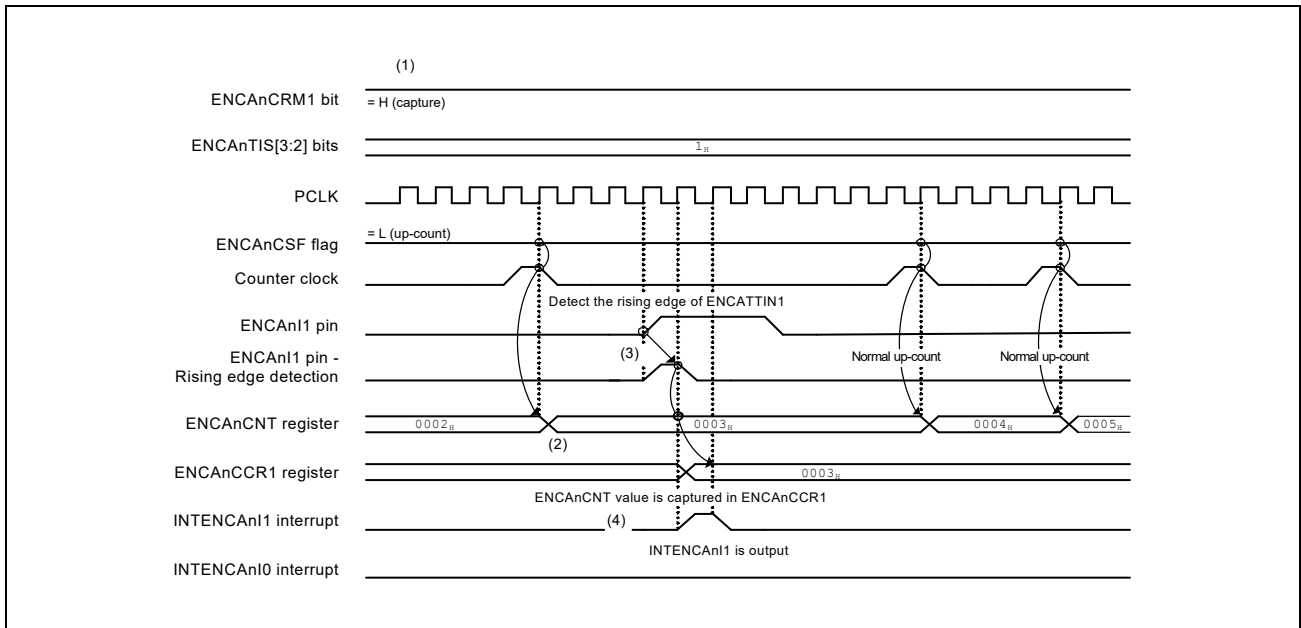 (1)
ENCAnCRM1 bit
= H (capture)
ENCAnTIS[3:2] bits
1H
PCLK
= L (up-count)
ENCAnCSF flag
Counter clock
Detect the rising edge of ENCATTIN1
ENCAnI1 pin
(3)
ENCAnI1 pin -
Rising edge detection
Normal up-count
Normal up-count
ENCAnCNT register
0002H
0003H
0004H
0005H
(2)
ENCAnCCR1 register
0003H
ENCAnCNT value is captured in ENCAnCCR1
INTENCAnI1 interrupt
(4)
INTENCAnI1 is output
INTENCAnI0 interrupt